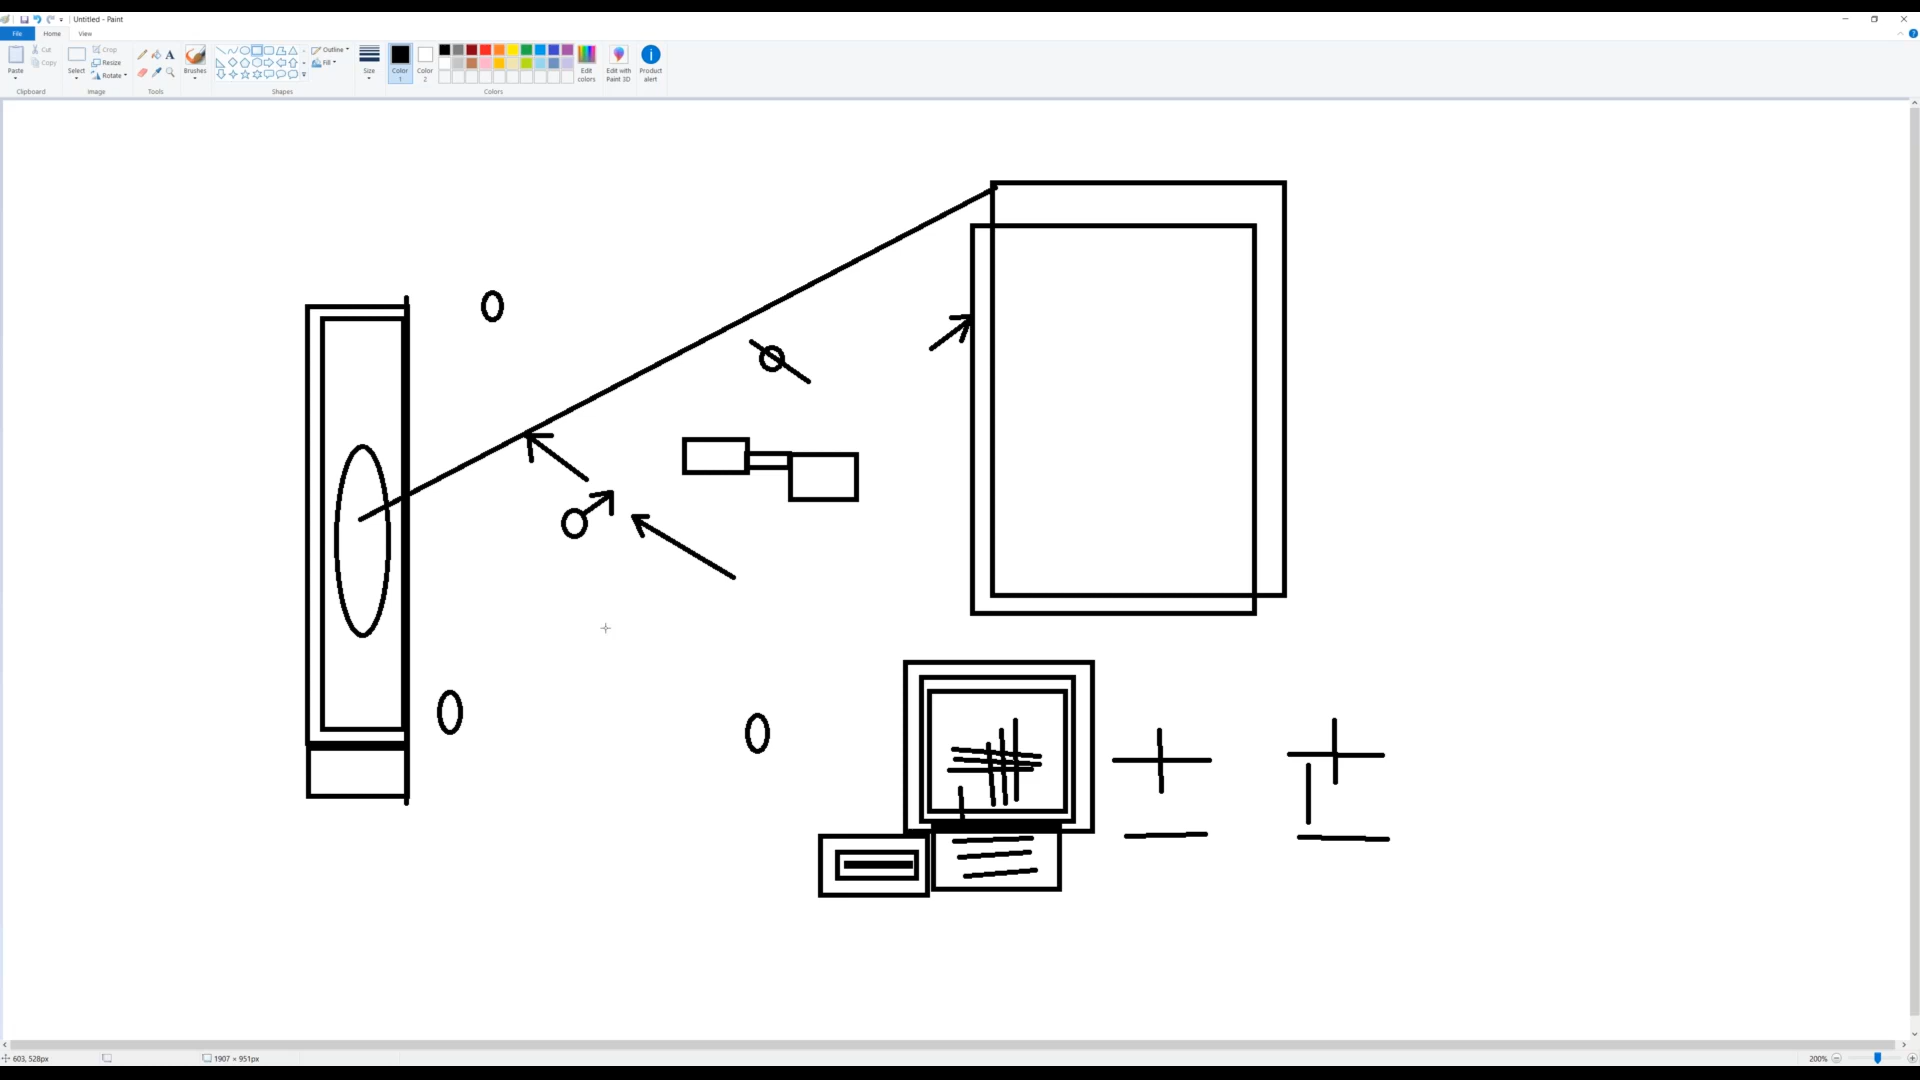 Untitled - Paint
File Home View
Paste
Cut
Copy
Clipboard
Select
Crop
Resize
Rotate
Image
A
Tools
Brushes
Outline
Fill
Shapes
Size
Color 1
Color 2
Edit colors
Colors
Edit with Paint 3D
Product alert
603, 528px
1907 × 951px
200%